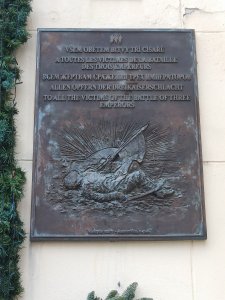 VŠEM OBĚTEM BITVY TŘÍ CÍSAŘŮ
A TOUTES LES VICTIMES DE LA BATAILLE
DES TROIS EMPEREURS
ВСЕМ ЖЕРТВАМ СРАЖЕНИЯ ТРЕХ ИМПЕРАТОРОВ
ALLEN OPFERN DER DREIKAISERSCHLACHT
TO ALL THE VICTIMS OF THE BATTLE OF THREE
EMPERORS